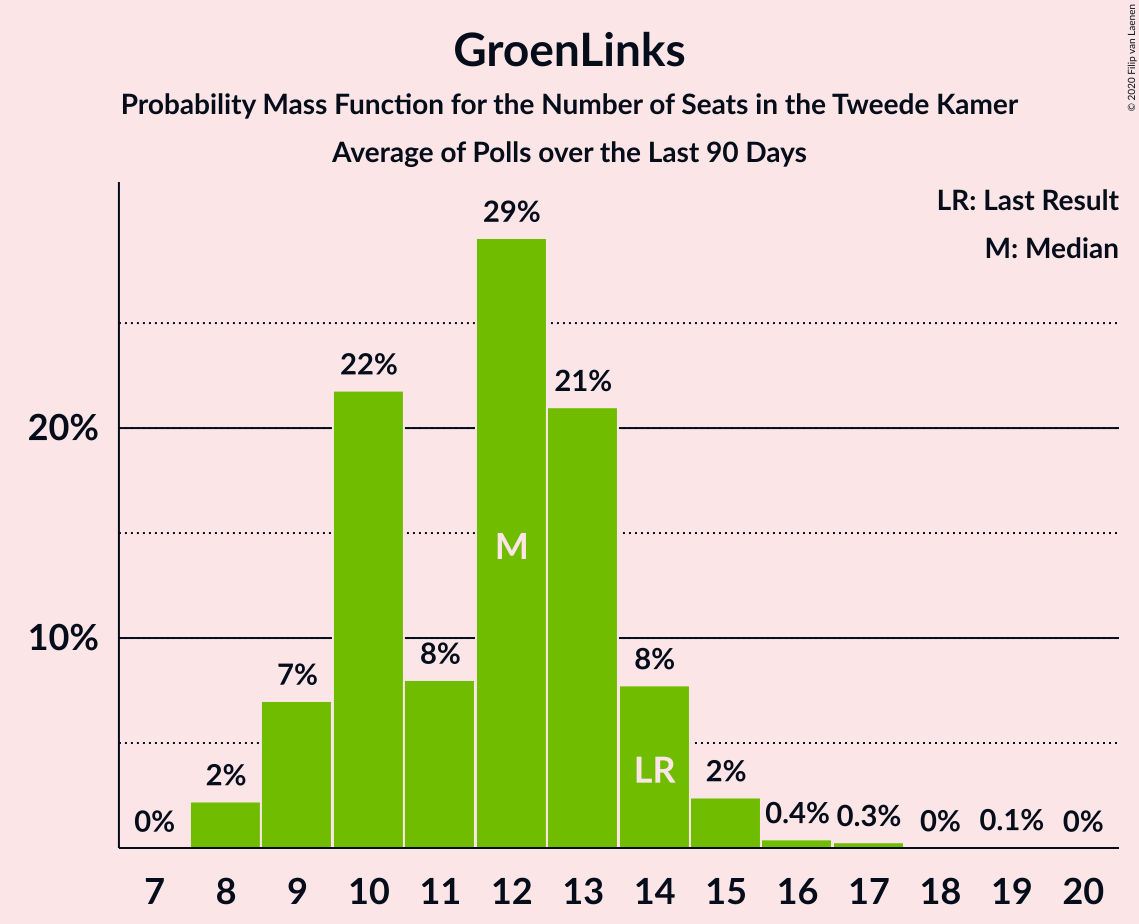 GroenLinks
Probability Mass Function for the Number of Seats in the Tweede Kamer
Average of Polls over the Last 90 Days
© 2020 Filip van Laenen
LR: Last Result
M: Median
29%
22%
21%
20%
M
10%
8%
8%
7%
2%
LR
2%
0%
0.4%
0.3%
0%
0.1%
0%
7 8 9 10 11 12 13 14 15 16 17 18 19 20